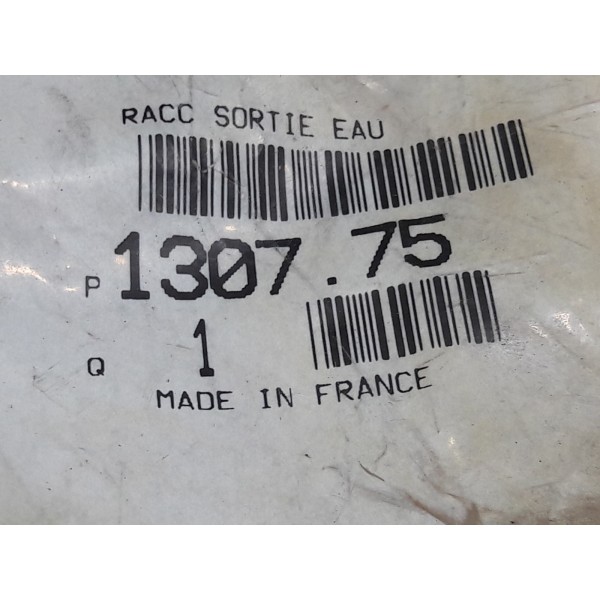 RACC SORTIE EAU
P 1307.75
Q 1
MADE IN FRANCE